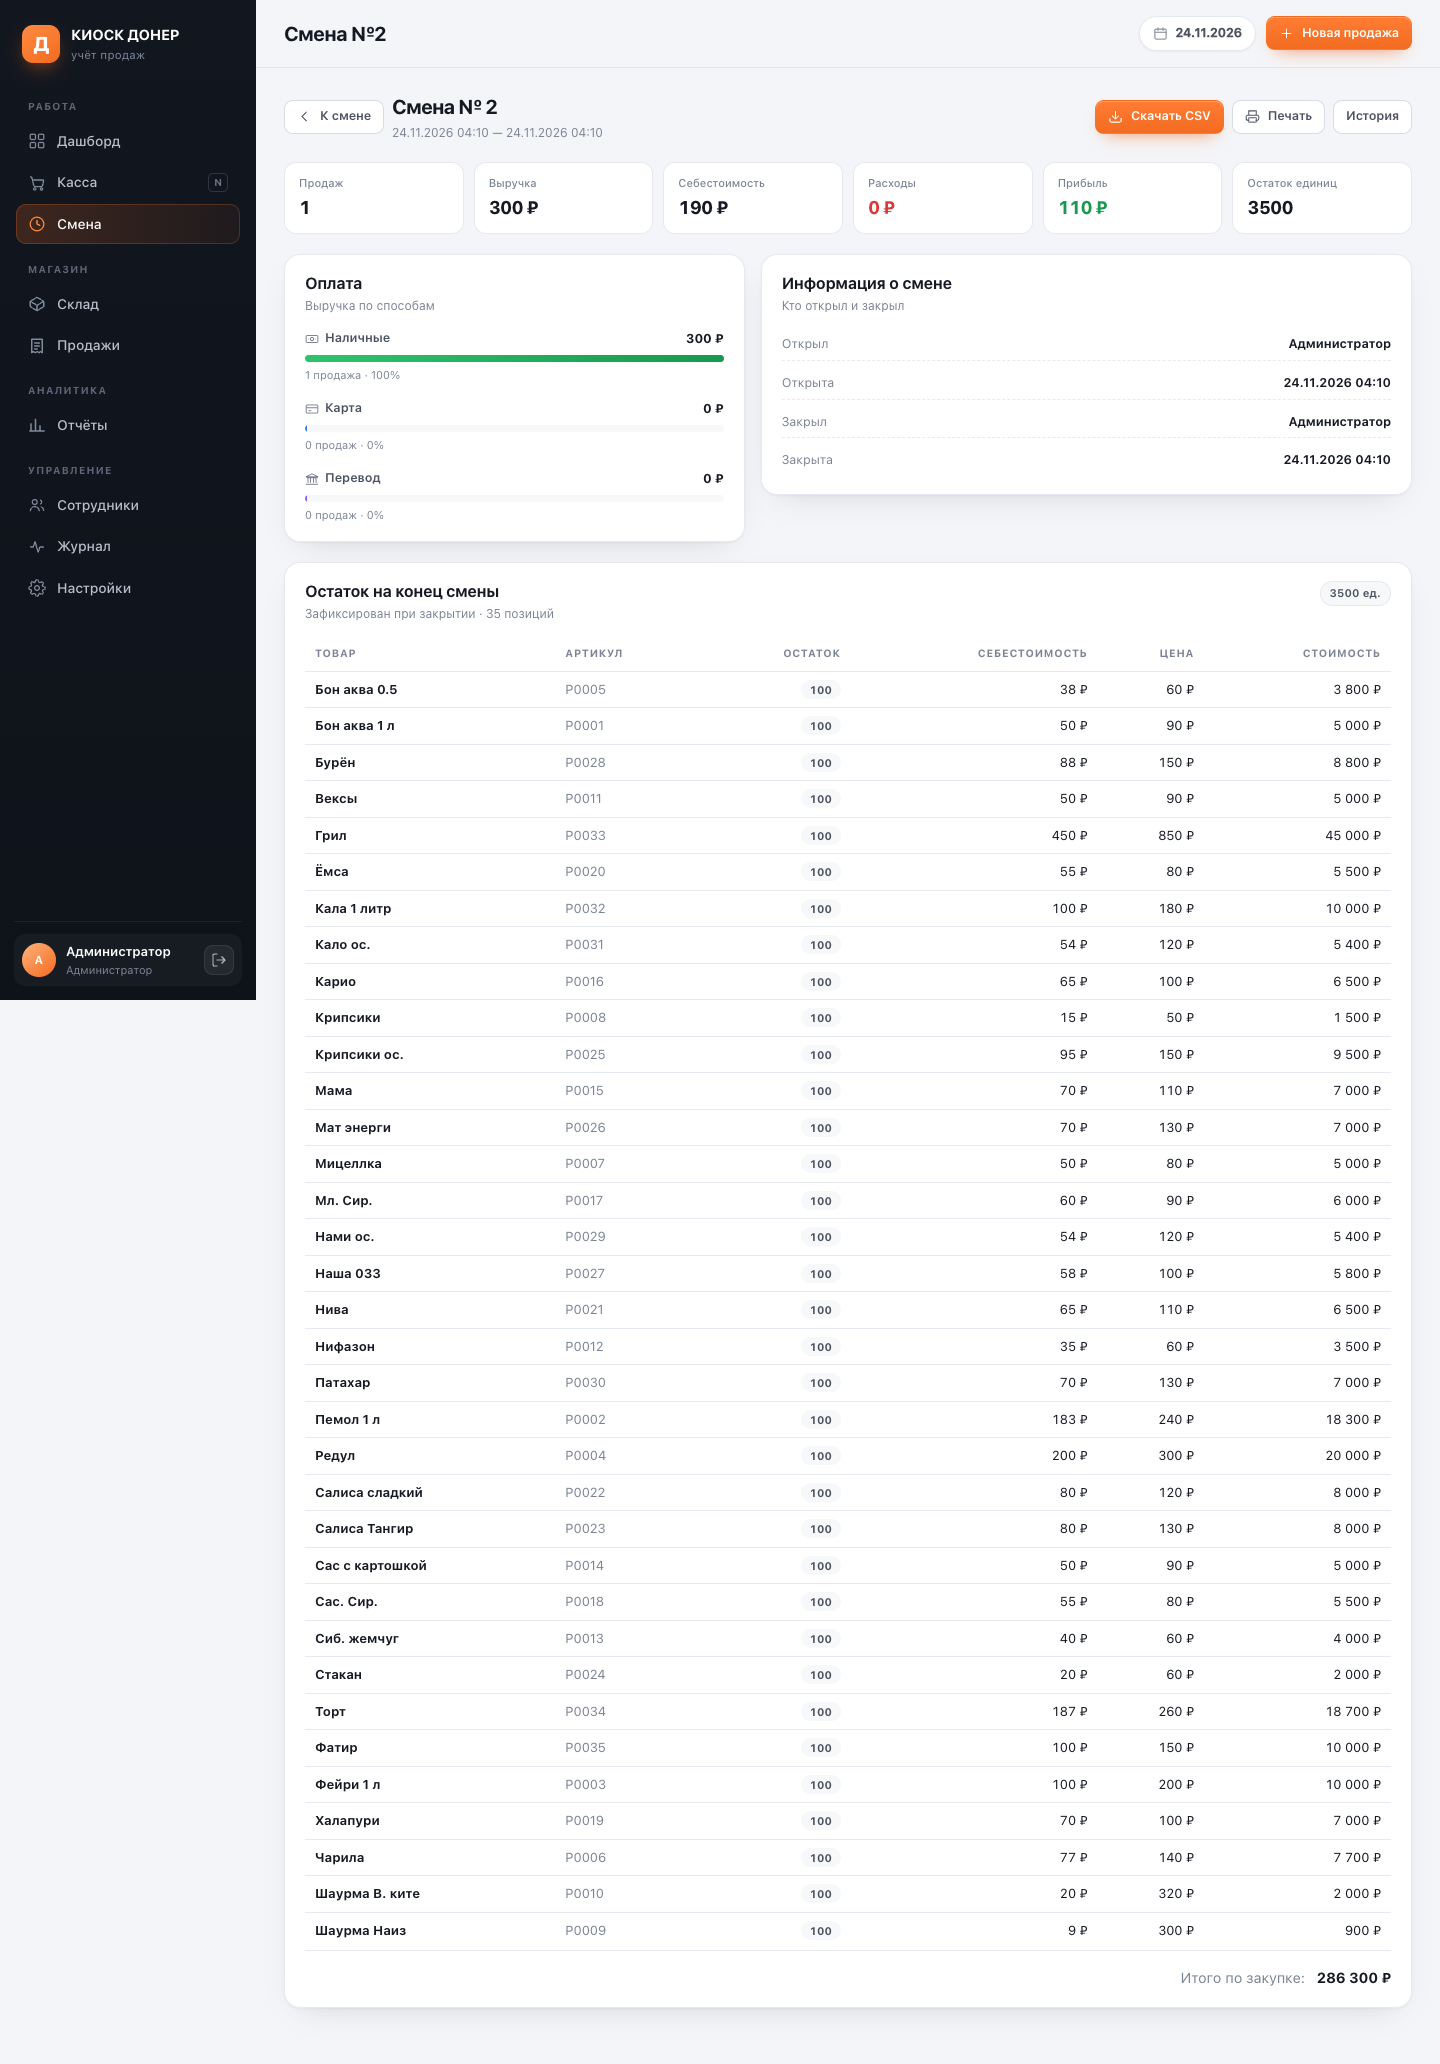 Д
КИОСК ДОНЕР
учёт продаж
РАБОТА
Дашборд
Касса N
Смена
МАГАЗИН
Склад
Продажи
АНАЛИТИКА
Отчёты
УПРАВЛЕНИЕ
Сотрудники
Журнал
Настройки
А
Администратор
Администратор
Смена №2
24.11.2026
Новая продажа
К смене
Смена № 2
24.11.2026 04:10 — 24.11.2026 04:10
Скачать CSV
Печать
История
Продаж
1
Выручка
300 ₽
Себестоимость
190 ₽
Расходы
0 ₽
Прибыль
110 ₽
Остаток единиц
3500
Оплата
Выручка по способам
Наличные 300 ₽
1 продажа · 100%
Карта 0 ₽
0 продаж · 0%
Перевод 0 ₽
0 продаж · 0%
Информация о смене
Кто открыл и закрыл
Открыл Администратор
Открыта 24.11.2026 04:10
Закрыл Администратор
Закрыта 24.11.2026 04:10
Остаток на конец смены
Зафиксирован при закрытии · 35 позиций
3500 ед.
ТОВАР АРТИКУЛ ОСТАТОК СЕБЕСТОИМОСТЬ ЦЕНА СТОИМОСТЬ
Бон аква 0.5 P0005 100 38 ₽ 60 ₽ 3 800 ₽
Бон аква 1 л P0001 100 50 ₽ 90 ₽ 5 000 ₽
Бурён P0028 100 88 ₽ 150 ₽ 8 800 ₽
Вексы P0011 100 50 ₽ 90 ₽ 5 000 ₽
Грил P0033 100 450 ₽ 850 ₽ 45 000 ₽
Ёмса P0020 100 55 ₽ 80 ₽ 5 500 ₽
Кала 1 литр P0032 100 100 ₽ 180 ₽ 10 000 ₽
Кало ос. P0031 100 54 ₽ 120 ₽ 5 400 ₽
Карио P0016 100 65 ₽ 100 ₽ 6 500 ₽
Крипсики P0008 100 15 ₽ 50 ₽ 1 500 ₽
Крипсики ос. P0025 100 95 ₽ 150 ₽ 9 500 ₽
Мама P0015 100 70 ₽ 110 ₽ 7 000 ₽
Мат энерги P0026 100 70 ₽ 130 ₽ 7 000 ₽
Мицеллка P0007 100 50 ₽ 80 ₽ 5 000 ₽
Мл. Сир. P0017 100 60 ₽ 90 ₽ 6 000 ₽
Нами ос. P0029 100 54 ₽ 120 ₽ 5 400 ₽
Наша 033 P0027 100 58 ₽ 100 ₽ 5 800 ₽
Нива P0021 100 65 ₽ 110 ₽ 6 500 ₽
Нифазон P0012 100 35 ₽ 60 ₽ 3 500 ₽
Патахар P0030 100 70 ₽ 130 ₽ 7 000 ₽
Пемол 1 л P0002 100 183 ₽ 240 ₽ 18 300 ₽
Редул P0004 100 200 ₽ 300 ₽ 20 000 ₽
Салиса сладкий P0022 100 80 ₽ 120 ₽ 8 000 ₽
Салиса Тангир P0023 100 80 ₽ 130 ₽ 8 000 ₽
Сас с картошкой P0014 100 50 ₽ 90 ₽ 5 000 ₽
Сас. Сир. P0018 100 55 ₽ 80 ₽ 5 500 ₽
Сиб. жемчуг P0013 100 40 ₽ 60 ₽ 4 000 ₽
Стакан P0024 100 20 ₽ 60 ₽ 2 000 ₽
Торт P0034 100 187 ₽ 260 ₽ 18 700 ₽
Фатир P0035 100 100 ₽ 150 ₽ 10 000 ₽
Фейри 1 л P0003 100 100 ₽ 200 ₽ 10 000 ₽
Халапури P0019 100 70 ₽ 100 ₽ 7 000 ₽
Чарила P0006 100 77 ₽ 140 ₽ 7 700 ₽
Шаурма В. ките P0010 100 20 ₽ 320 ₽ 2 000 ₽
Шаурма Наиз P0009 100 9 ₽ 300 ₽ 900 ₽
Итого по закупке: 286 300 ₽